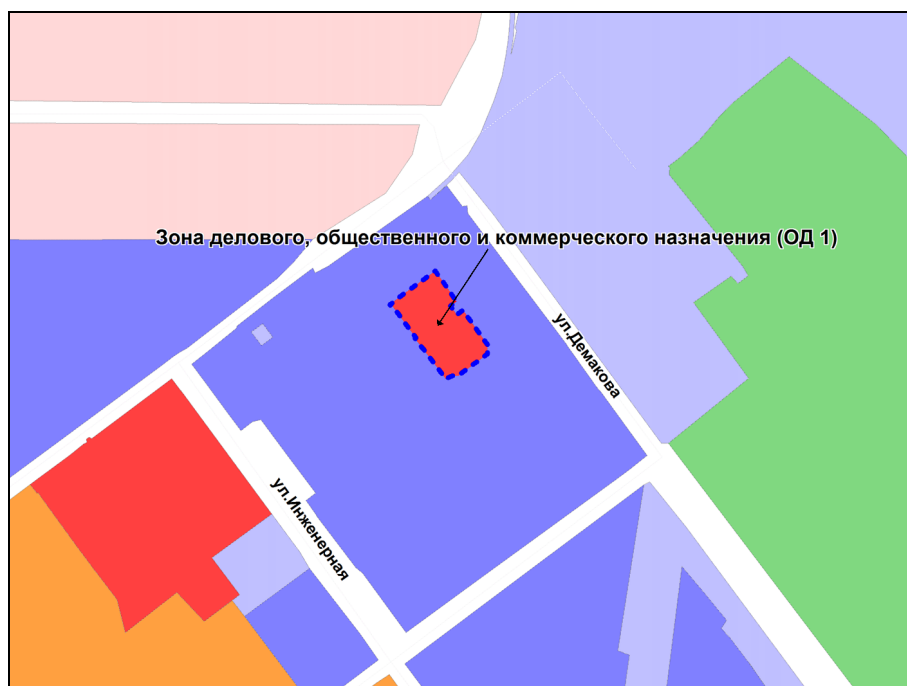 Зона делового, общественного и коммерческого назначения (ОД 1)
ул.Демакова
ул.Инженерная